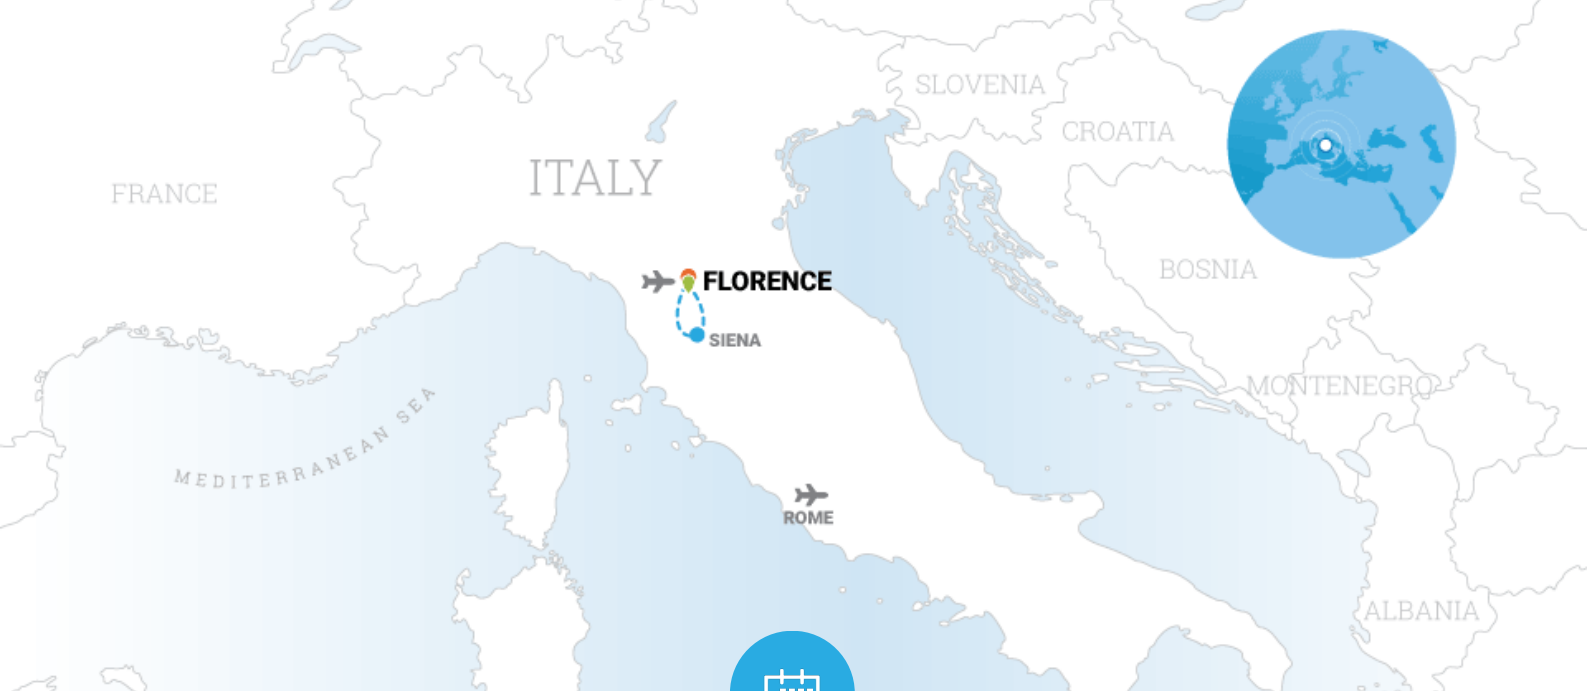 SLOVENIA
CROATIA
ITALY
FRANCE
BOSNIA
FLORENCE
SIENA
MONTENEGRO
MEDITERRANEAN SEA
ROME
ALBANIA